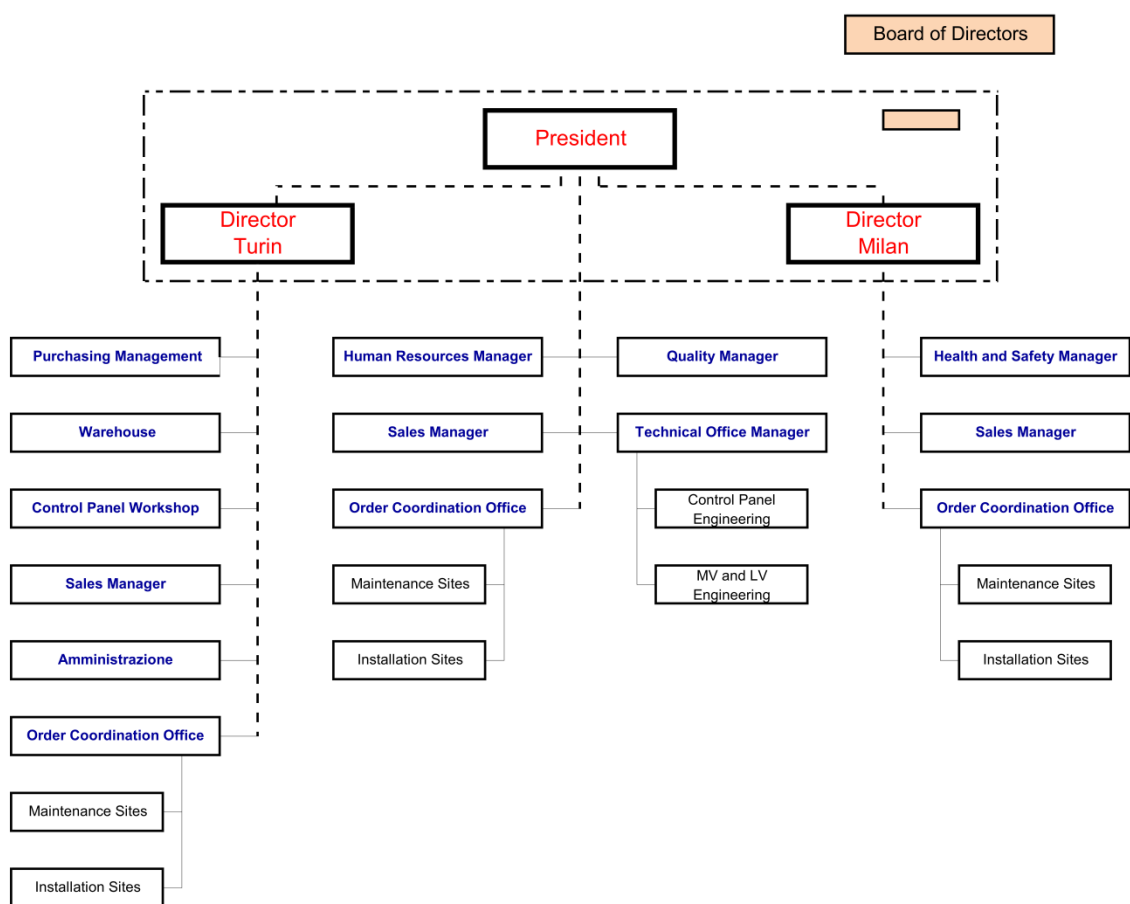 Board of Directors
President
Director
Turin
Director
Milan
Purchasing Management
Human Resources Manager
Quality Manager
Health and Safety Manager
Warehouse
Sales Manager
Technical Office Manager
Sales Manager
Control Panel Workshop
Order Coordination Office
Control Panel
Engineering
Order Coordination Office
Sales Manager
Maintenance Sites
MV and LV
Engineering
Maintenance Sites
Amministrazione
Installation Sites
Installation Sites
Order Coordination Office
Maintenance Sites
Installation Sites